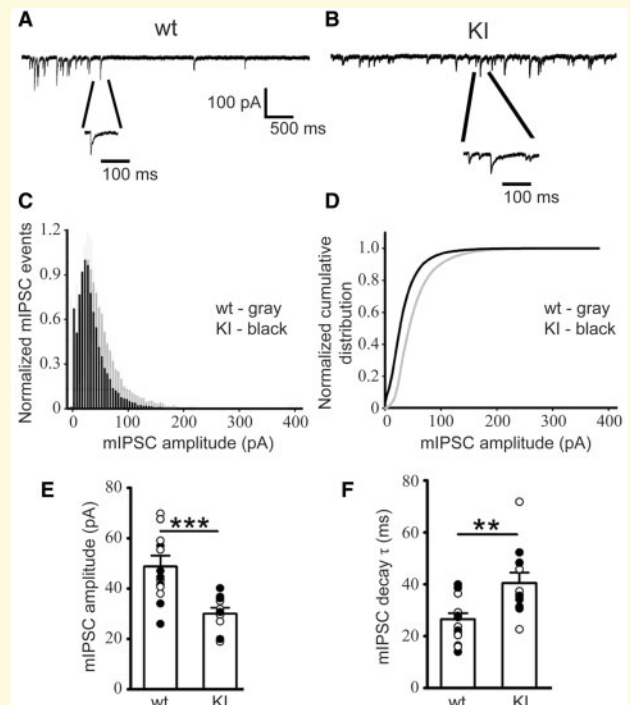 A
wt
B
KI
100 pA
500 ms
100 ms
100 ms
C
D
Normalized mIPSC events
1.2
0.9
0.6
0.3
0
wt - gray
KI - black
0 100 200 300 400
mIPSC amplitude (pA)
Normalized cumulative
distribution
1.0
0.8
0.6
0.4
0.2
0
wt - gray
KI - black
0 100 200 300 400
mIPSC amplitude (pA)
E
mIPSC amplitude (pA)
80
60
40
20
0
***
wt KI
F
mIPSC decay τ (ms)
80
60
40
20
0
**
wt KI